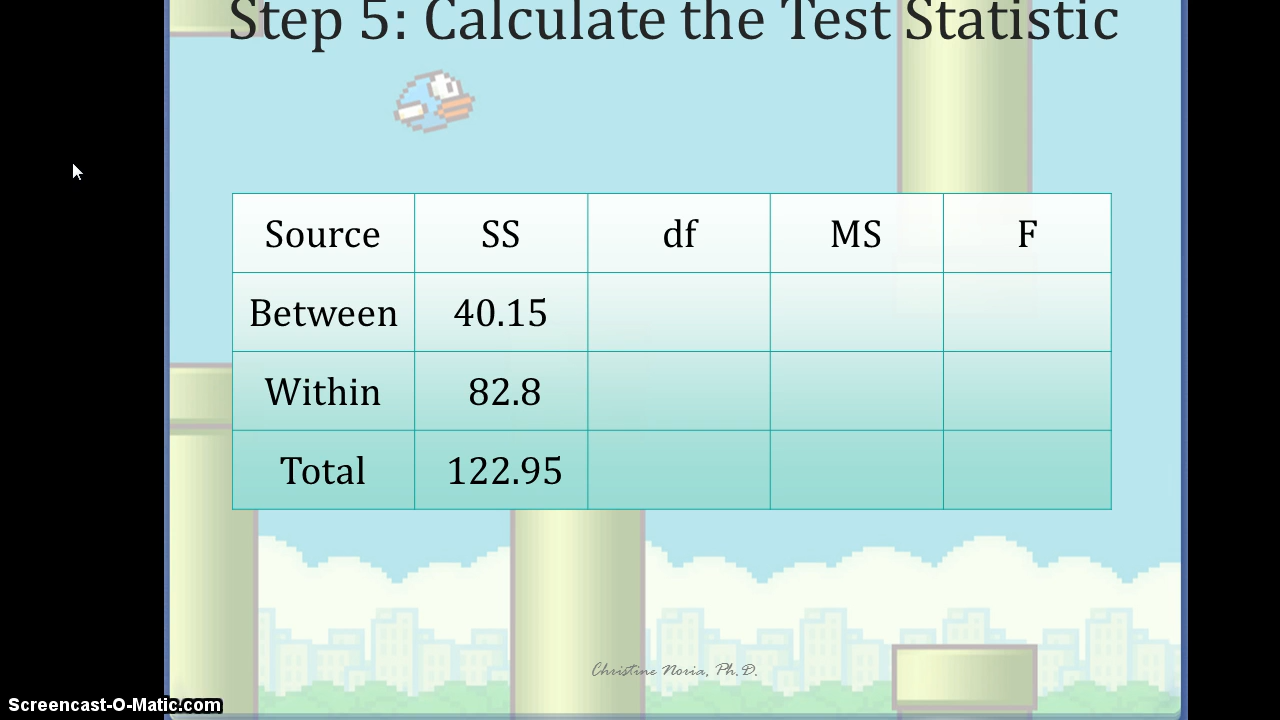 Step 5: Calculate the Test Statistic
Source SS df MS F
Between 40.15
Within 82.8
Total 122.95
Christine Noria, Ph.D.
Screencast-O-Matic.com